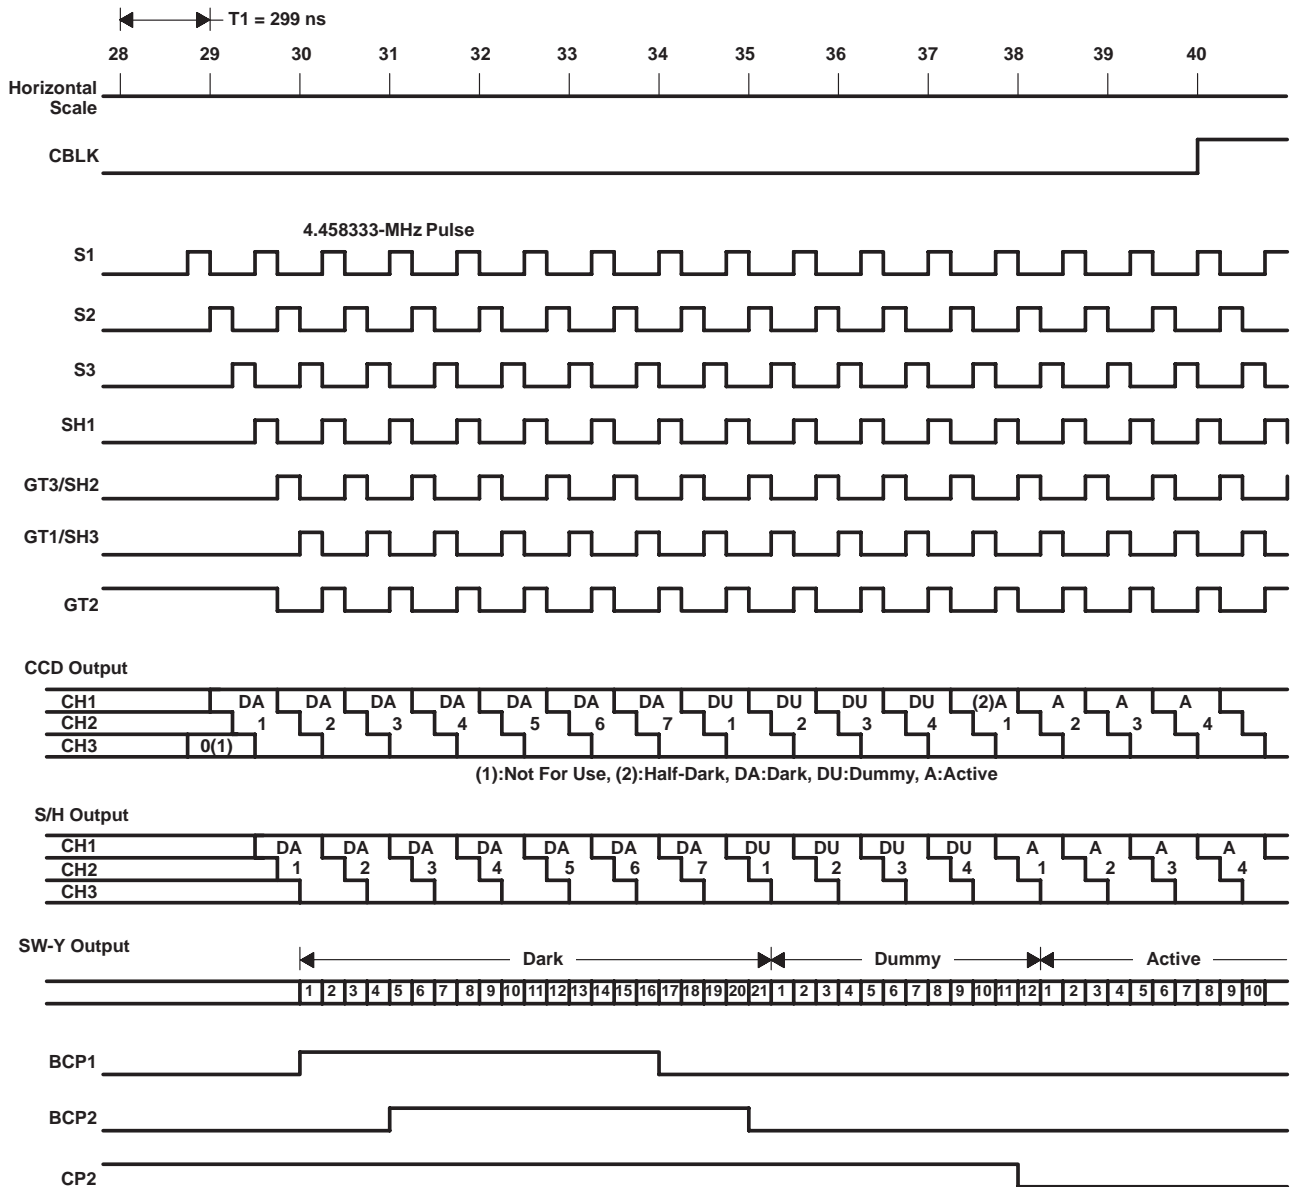 T1 = 299 ns
28 29 30 31 32 33 34 35 36 37 38 39 40
Horizontal
Scale
CBLK
4.458333-MHz Pulse
S1
S2
S3
SH1
GT3/SH2
GT1/SH3
GT2
CCD Output
CH1 DA DA DA DA DA DA DA DU DU DU DU (2)A A A A
CH2 1 2 3 4 5 6 7 1 2 3 4 1 2 3 4
CH3 0(1)
(1):Not For Use, (2):Half-Dark, DA:Dark, DU:Dummy, A:Active
S/H Output
CH1 DA DA DA DA DA DA DA DU DU DU DU A A A A
CH2 1 2 3 4 5 6 7 1 2 3 4 1 2 3 4
CH3
SW-Y Output
Dark Dummy Active
1 2 3 4 5 6 7 8 9 10 11 12 13 14 15 16 17 18 19 20 21 1 2 3 4 5 6 7 8 9 10 11 12 1 2 3 4 5 6 7 8 9 10
BCP1
BCP2
CP2